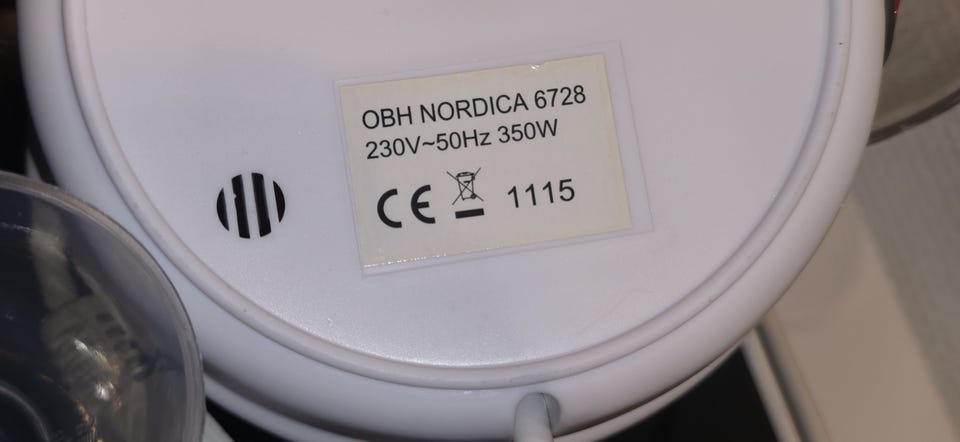 OBH NORDICA 6728
230V~50Hz 350W
CE 1115